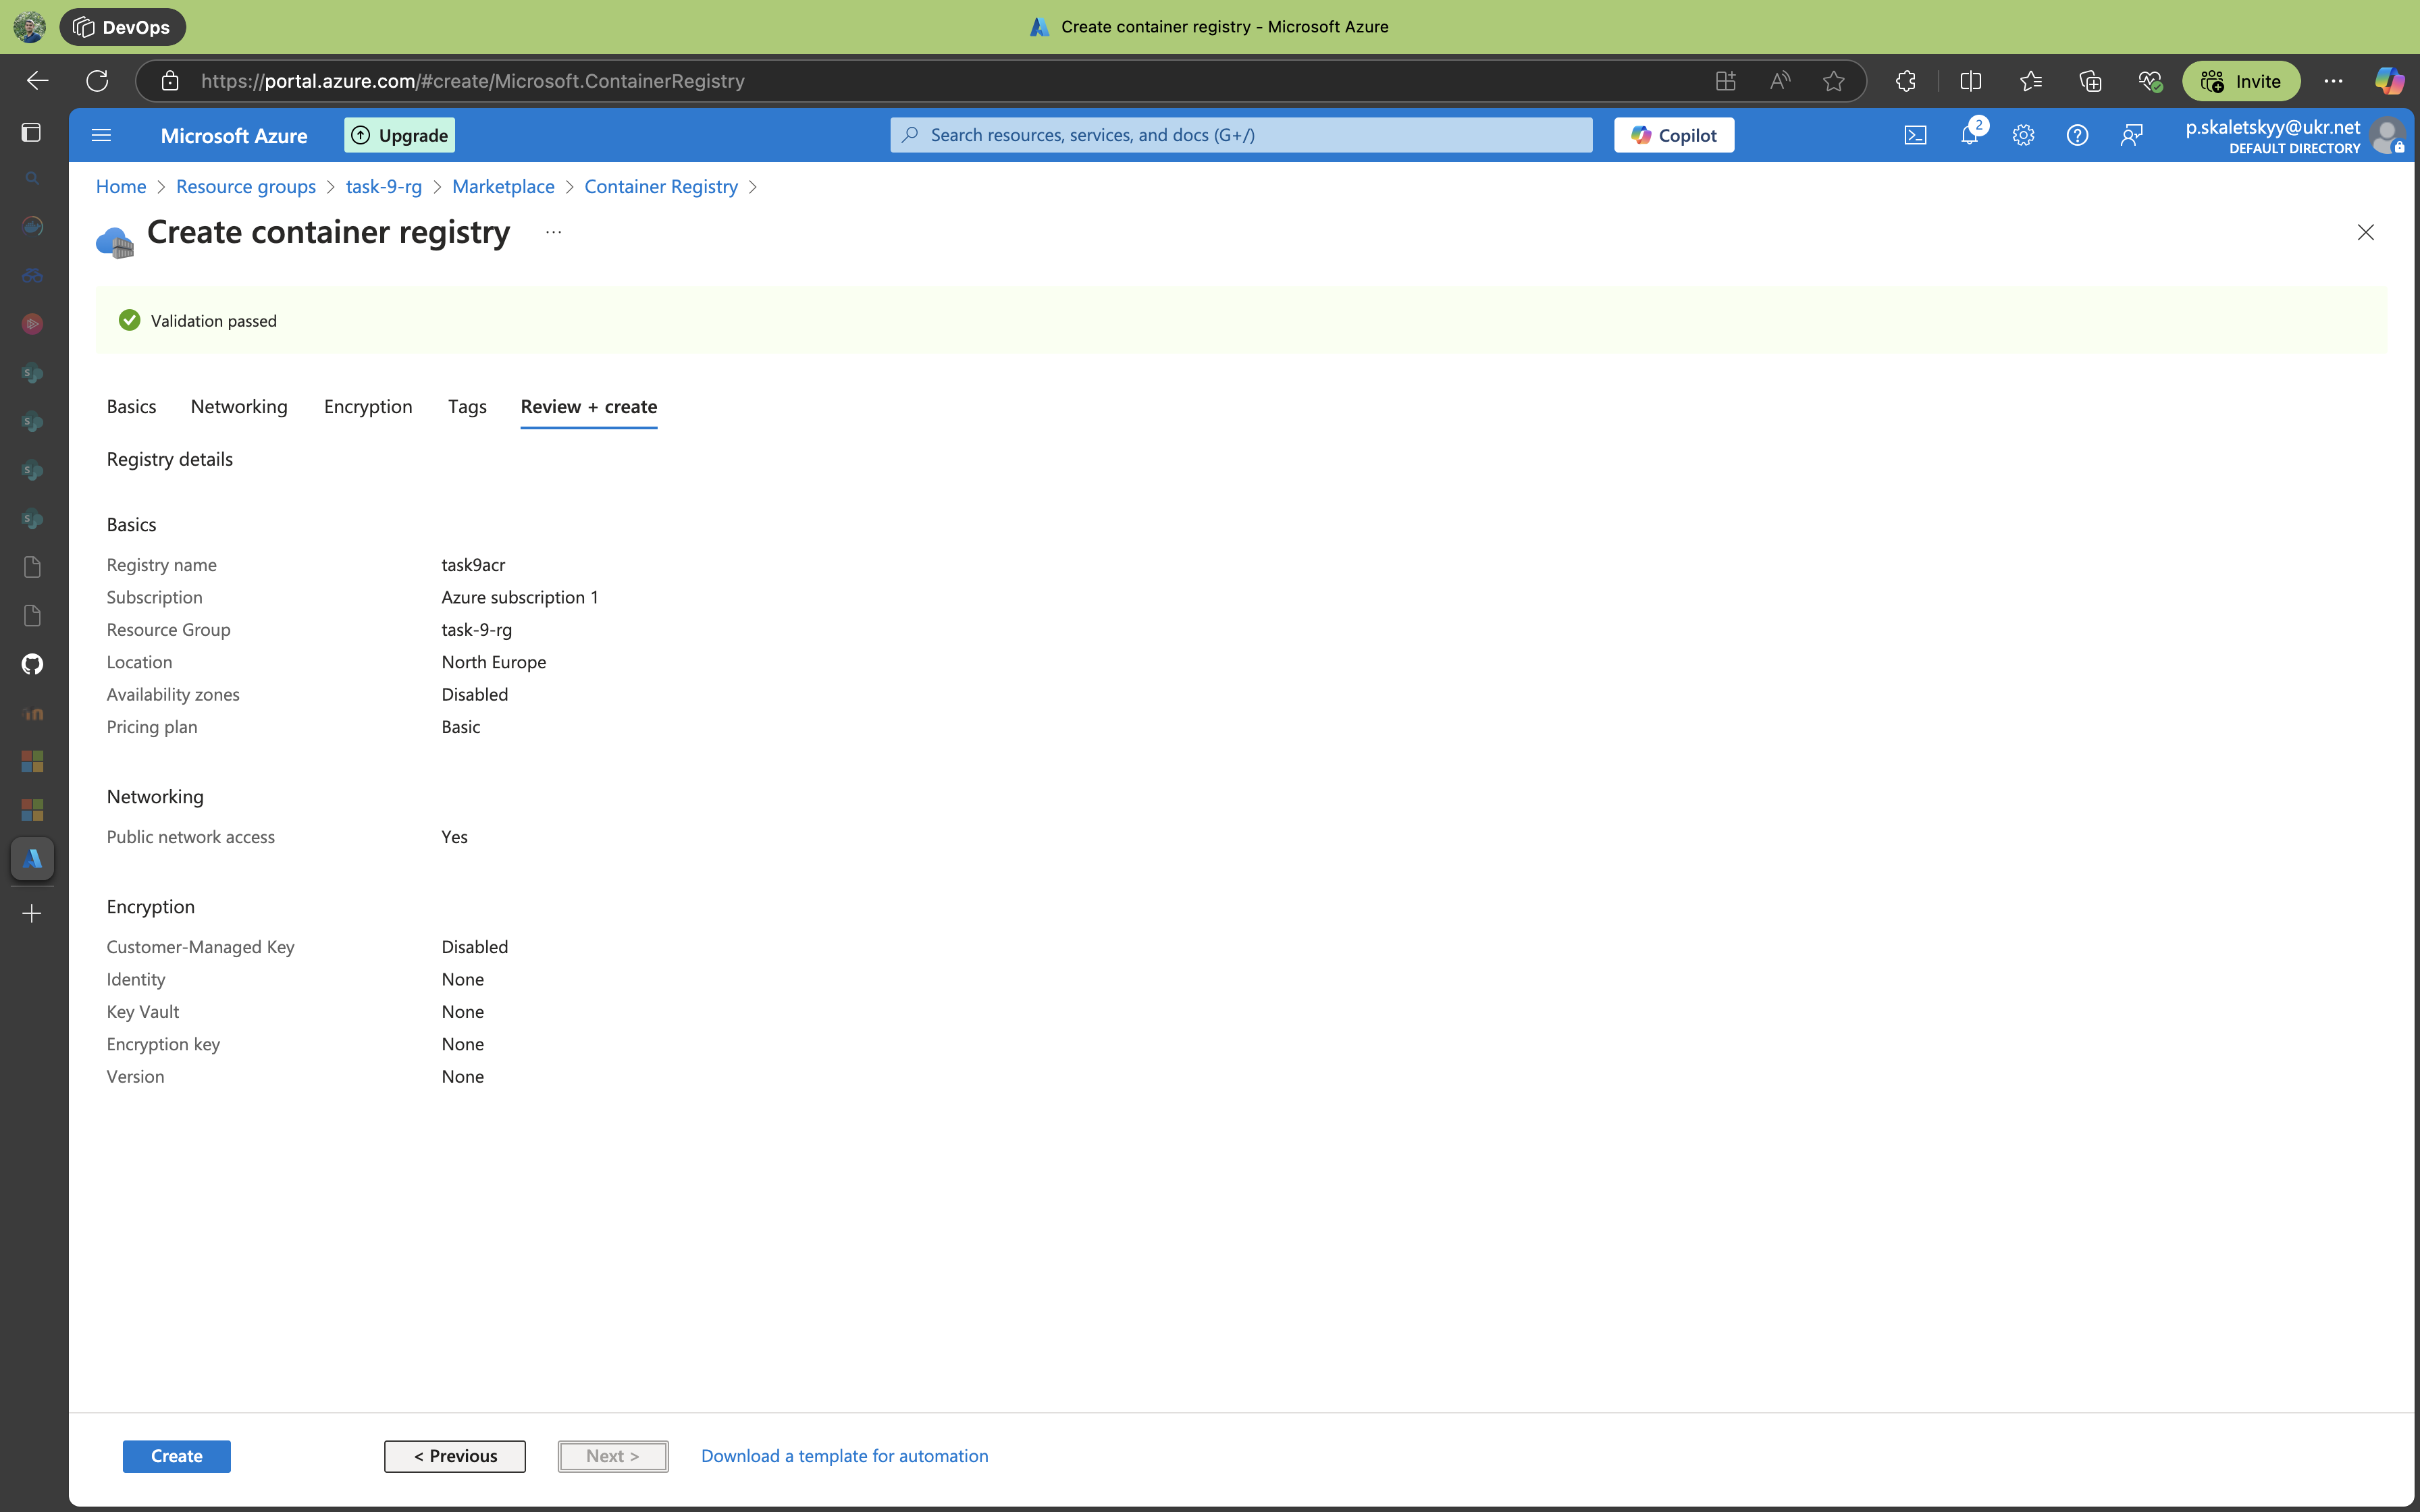 DevOps
Create container registry - Microsoft Azure
https://portal.azure.com/#create/Microsoft.ContainerRegistry
Invite
Microsoft Azure
Upgrade
Search resources, services, and docs (G+/)
Copilot
2
p.skaletskyy@ukr.net
DEFAULT DIRECTORY
Home > Resource groups > task-9-rg > Marketplace > Container Registry >
Create container registry ...
Validation passed
Basics Networking Encryption Tags Review + create
Registry details
Basics
Registry name task9acr
Subscription Azure subscription 1
Resource Group task-9-rg
Location North Europe
Availability zones Disabled
Pricing plan Basic
Networking
Public network access Yes
Encryption
Customer-Managed Key Disabled
Identity None
Key Vault None
Encryption key None
Version None
Create
< Previous
Next >
Download a template for automation